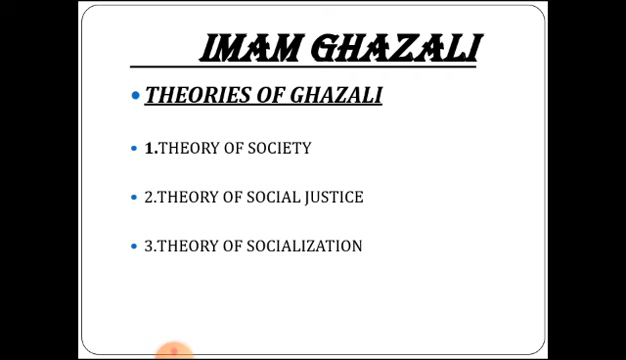 IMAM GHAZALI
• THEORIES OF GHAZALI
• 1.THEORY OF SOCIETY
• 2.THEORY OF SOCIAL JUSTICE
• 3.THEORY OF SOCIALIZATION